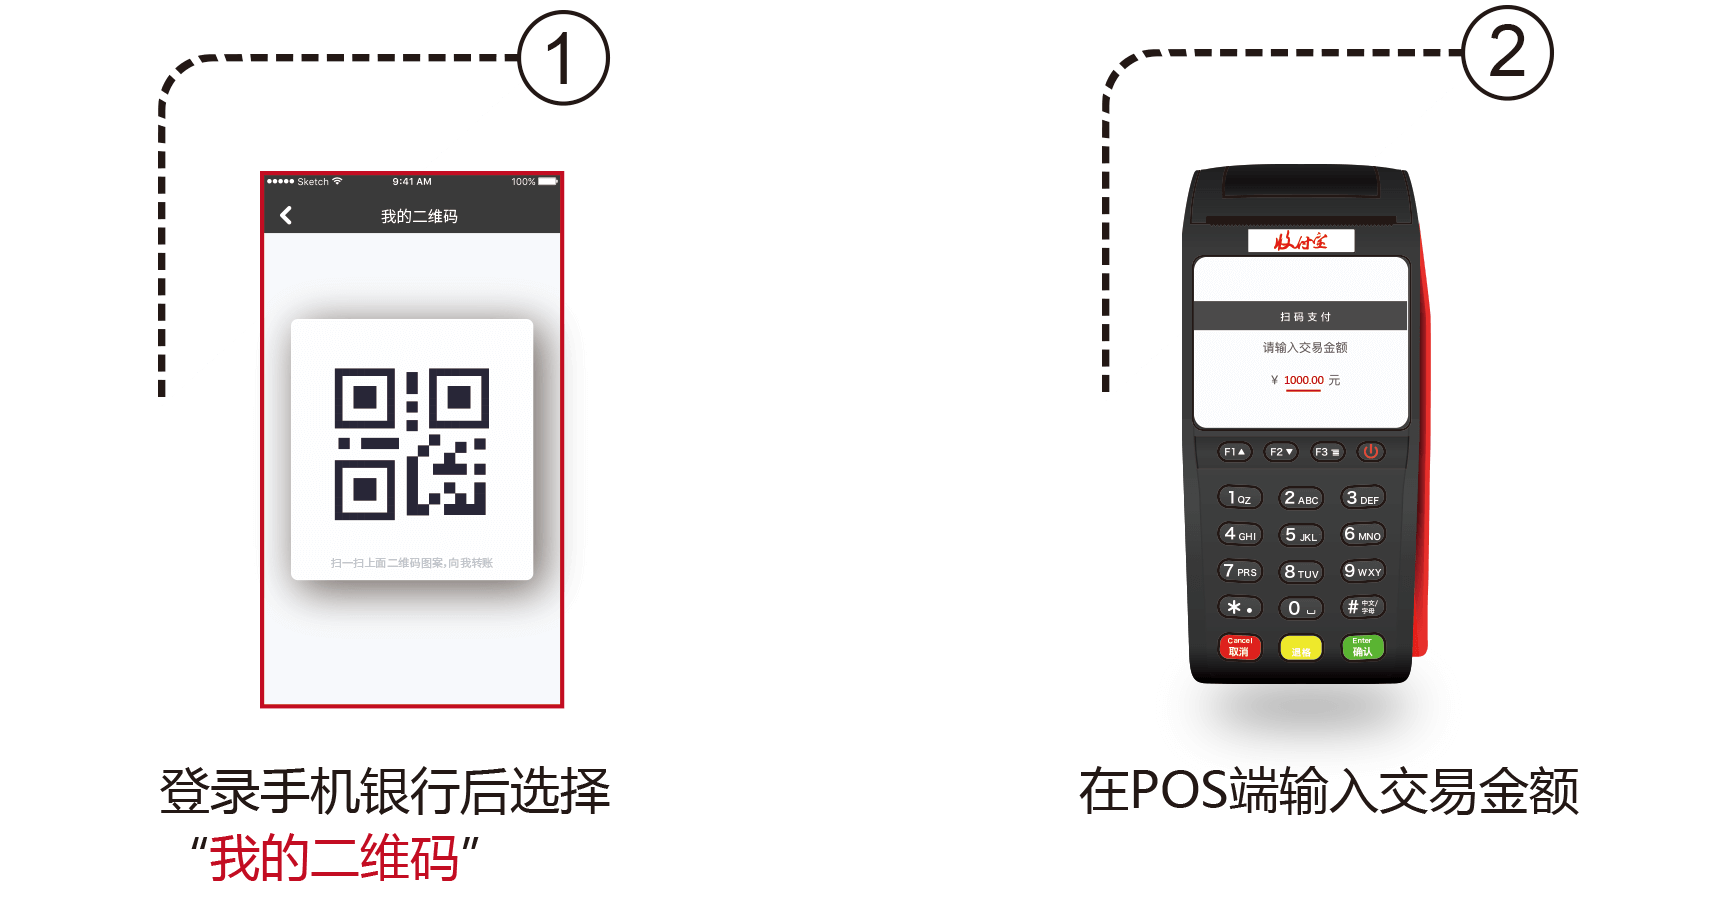 1
Sketch 9:41 AM 100%
我的二维码
扫一扫上面二维码图案,向我转账
登录手机银行后选择
“我的二维码”
2
收付宝
扫码支付
请输入交易金额
¥ 1000.00 元
F1 F2 F3
1 QZ 2 ABC 3 DEF
4 GHI 5 JKL 6 MNO
7 PRS 8 TUV 9 WXY
* . 0 # 中文/
字母
Cancel Enter
取消 退格 确认
在POS端输入交易金额